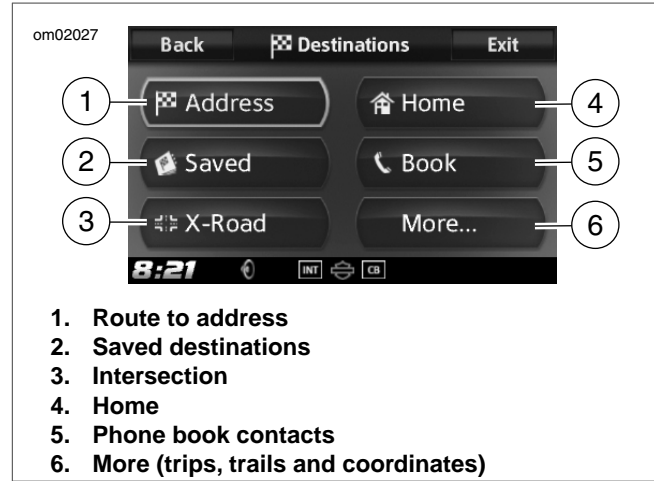 om02027
Back Destinations Exit
1 Address Home 4
2 Saved Book 5
3 X-Road More... 6
8:21 INT CB
1. Route to address
2. Saved destinations
3. Intersection
4. Home
5. Phone book contacts
6. More (trips, trails and coordinates)